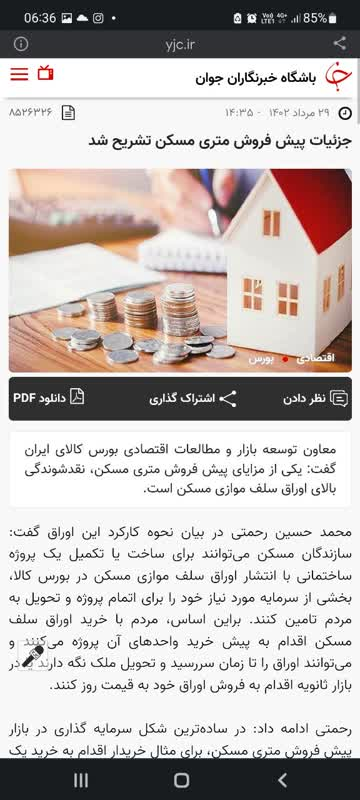 06:36 85%
yjc.ir
باشگاه خبرنگاران جوان
۲۹ مرداد ۱۴۰۲ - ۱۴:۳۵ ۸۵۲۶۳۲۶
جزئیات پیش فروش متری مسکن تشریح شد
اقتصادی بورس
نظر دادن اشتراک گذاری دانلود PDF
معاون توسعه بازار و مطالعات اقتصادی بورس کالای ایران
گفت: یکی از مزایای پیش فروش متری مسکن، نقدشوندگی
بالای اوراق سلف موازی مسکن است.
محمد حسین رحمتی در بیان نحوه کارکرد این اوراق گفت:
سازندگان مسکن می‌توانند برای ساخت یا تکمیل یک پروژه
ساختمانی با انتشار اوراق سلف موازی مسکن در بورس کالا،
بخشی از سرمایه مورد نیاز خود را برای اتمام پروژه و تحویل به
مردم تامین کنند. براین اساس، مردم با خرید اوراق سلف
مسکن اقدام به پیش خرید واحدهای آن پروژه می‌کنند و
می‌توانند اوراق را تا زمان سررسید و تحویل ملک نگه دارند یا در
بازار ثانویه اقدام به فروش اوراق خود به قیمت روز کنند.
رحمتی ادامه داد: در ساده‌ترین شکل سرمایه گذاری در بازار
پیش فروش متری مسکن، برای مثال خریدار اقدام به خرید یک